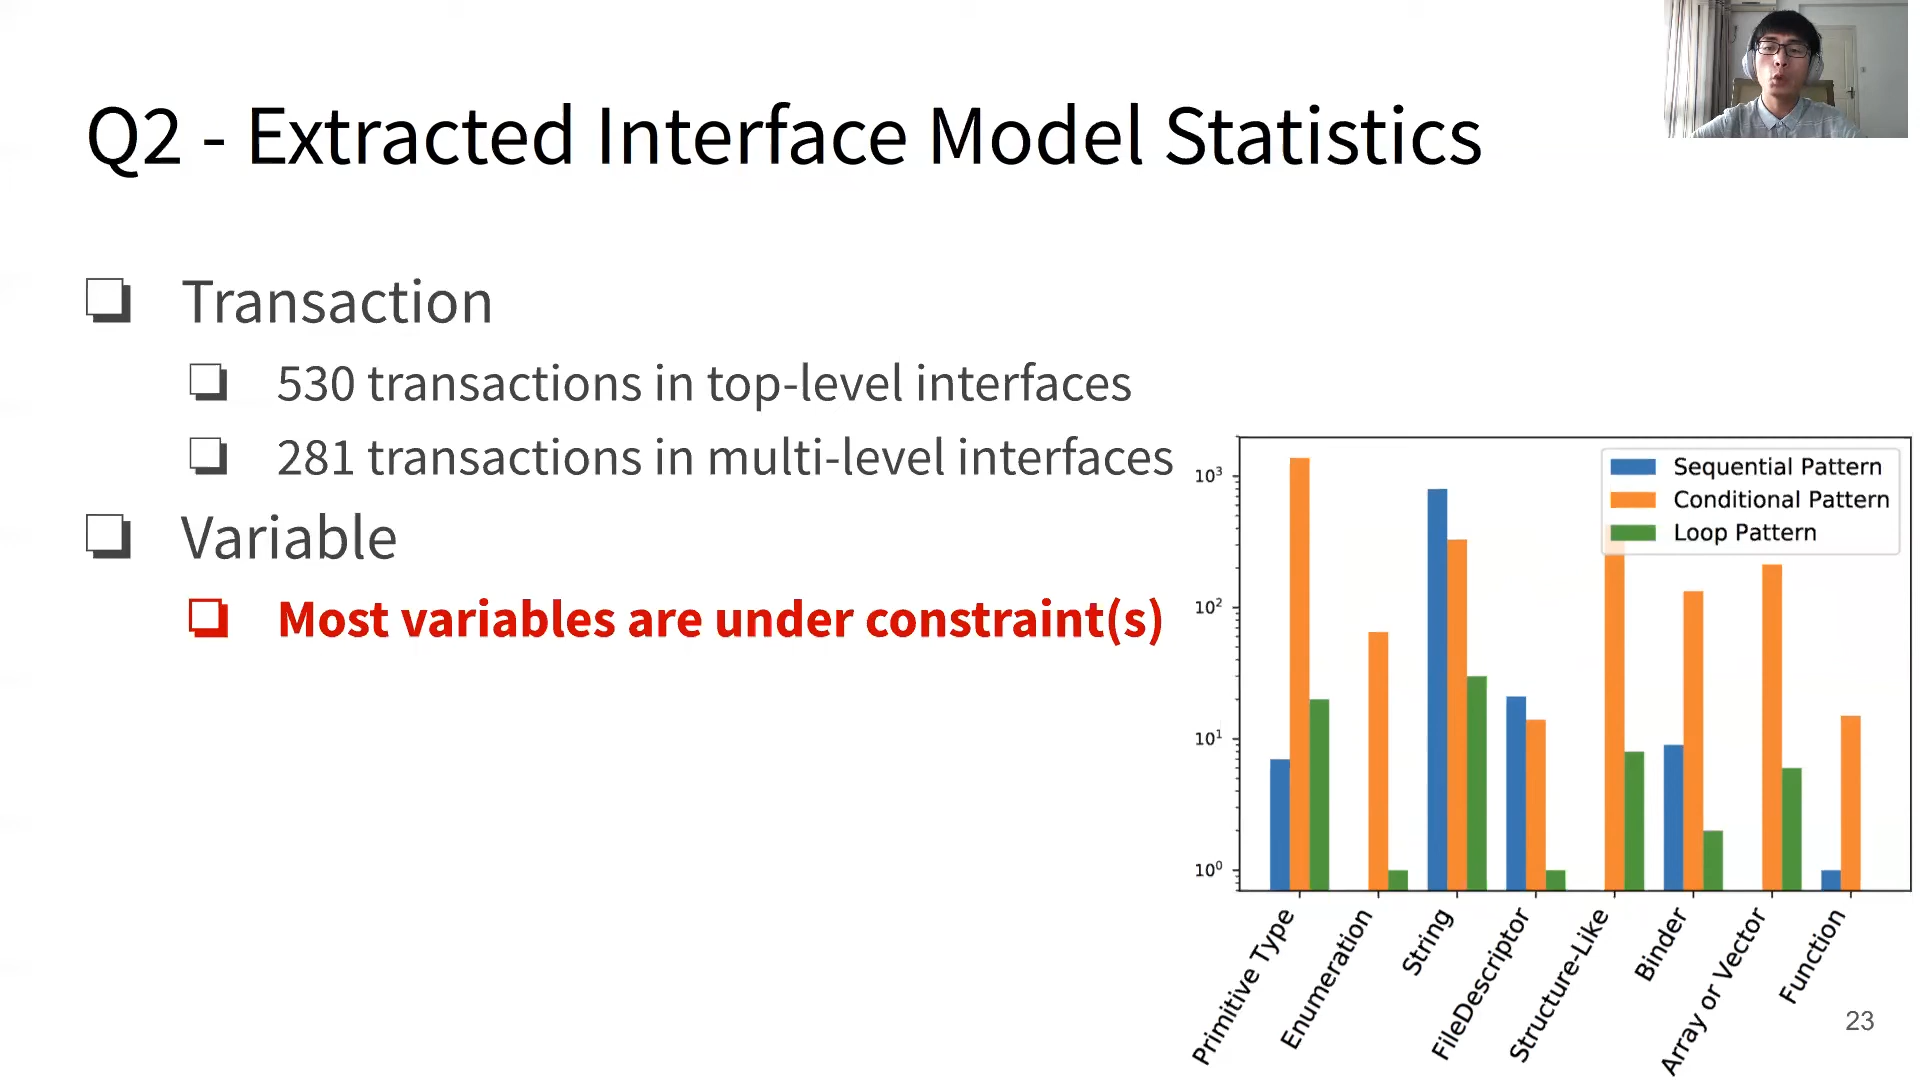 Q2 - Extracted Interface Model Statistics
Transaction
530 transactions in top-level interfaces
281 transactions in multi-level interfaces
Variable
Most variables are under constraint(s)
Sequential Pattern
Conditional Pattern
Loop Pattern
10³
10²
10¹
10⁰
Primitive Type
Enumeration
String
FileDescriptor
Structure-Like
Binder
Array or Vector
Function
23